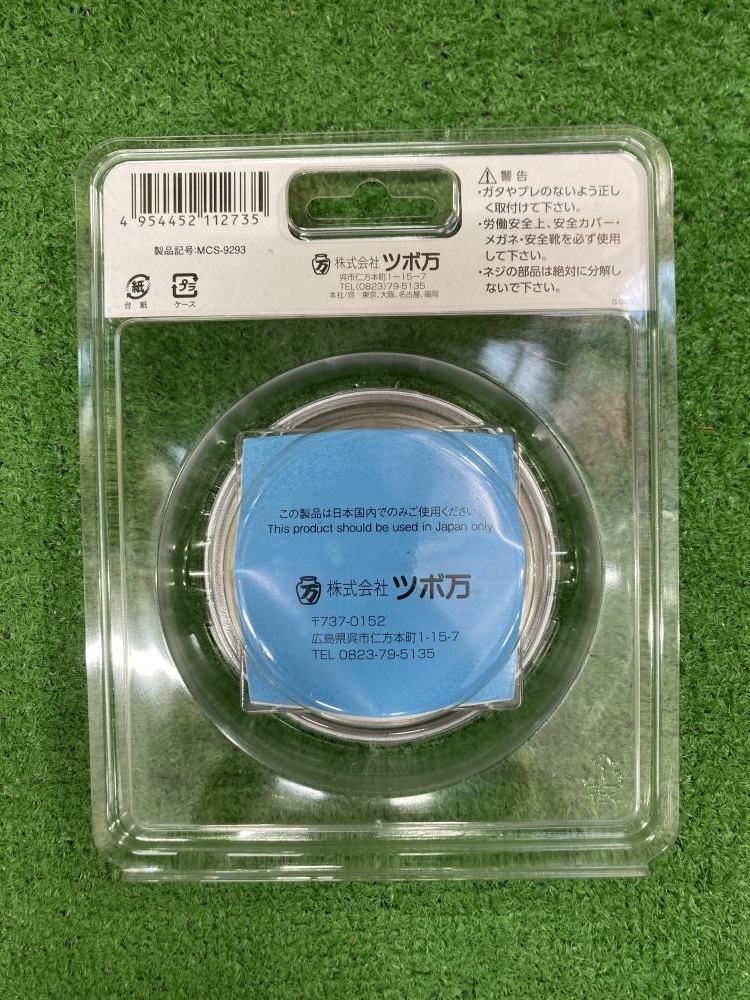 4 954452 112735
製品記号:MCS-9293
紙
台 紙
プラ
ケース
万 株式会社 ツボ万
呉市仁方本町1-15-7
TEL(0823)79-5135
本社/呉 東京、大阪、名古屋、福岡
警 告
・ガタやブレのないよう正し
く取付けて下さい。
・労働安全上、安全カバー・
メガネ・安全靴を必ず使用
して下さい。
・ネジの部品は絶対に分解し
ないで下さい。
この製品は日本国内でのみご使用ください。
This product should be used in Japan only.
万 株式会社 ツボ万
〒737-0152
広島県呉市仁方本町1-15-7
TEL 0823-79-5135